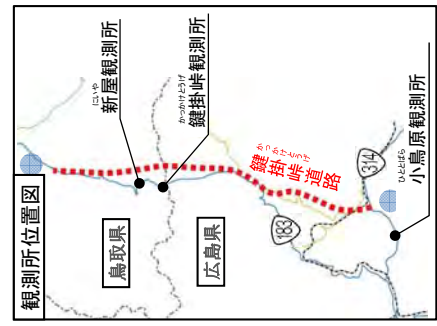 観測所位置図
にいや
新屋観測所
かっかけとうげ
鍵掛峠観測所
鳥取県
広島県
かっかけとうげ
鍵掛峠道路
183
314
ひととばら
小鳥原観測所